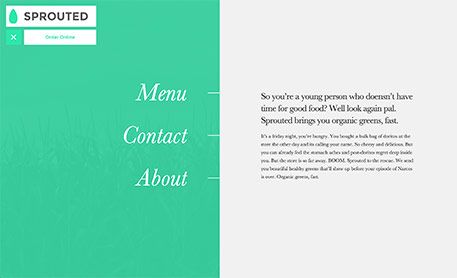 SPROUTED
Order Online
Menu
Contact
About
So you're a young person who doesn't have
time for good food? Well look again pal.
Sprouted brings you organic greens, fast.
It's a friday night, you're hungry. You bought a bulk bag of doritos at the
store the other day and its calling your name. So cheesy and delicious. But
you can already feel the stomach aches and post-doritos regret deep inside
you. But the store is so far away. BOOM. Sprouted to the rescue. We send
you beautiful healthy greens that'll show up before your episode of Narcos
is over. Organic greens, fast.